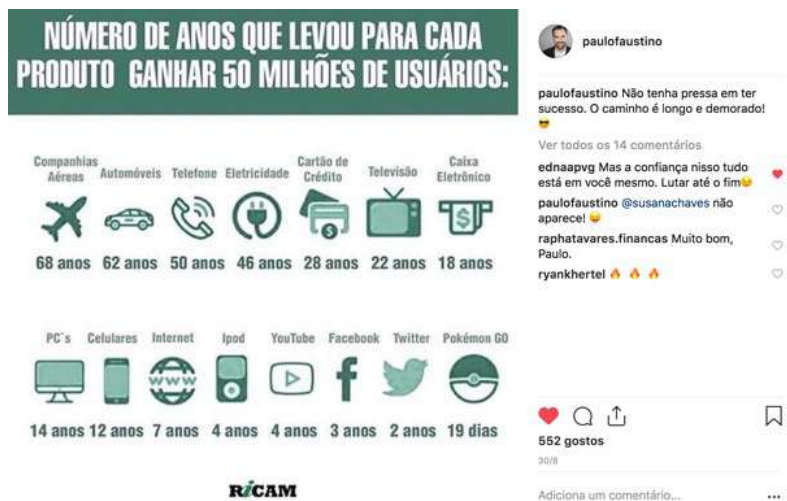 NÚMERO DE ANOS QUE LEVOU PARA CADA
PRODUTO GANHAR 50 MILHÕES DE USUÁRIOS:
Companhias Aéreas
Automóveis
Telefone
Eletricidade
Cartão de Crédito
Televisão
Caixa Eletrônico
68 anos 62 anos 50 anos 46 anos 28 anos 22 anos 18 anos
PC`s Celulares Internet Ipod YouTube Facebook Twitter Pokémon GO
www
14 anos 12 anos 7 anos 4 anos 4 anos 3 anos 2 anos 19 dias
RICAM
paulofaustino
paulofaustino Não tenha pressa em ter
sucesso. O caminho é longo e demorado!
😎
Ver todos os 14 comentários
ednaapvg Mas a confiança nisso tudo
está em você mesmo. Lutar até o fim😉
paulofaustino @susanachaves não
aparece! 😛
raphatavares.financas Muito bom,
Paulo.
ryankhertel 🔥 🔥 🔥
552 gostos
30/8
Adiciona um comentário...